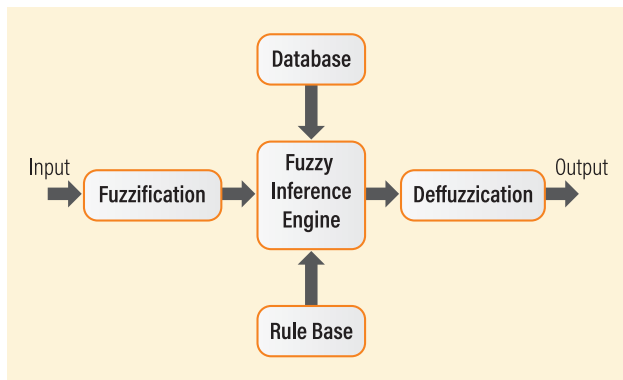 Database
Input
Fuzzification
Fuzzy
Inference
Engine
Deffuzzication
Output
Rule Base